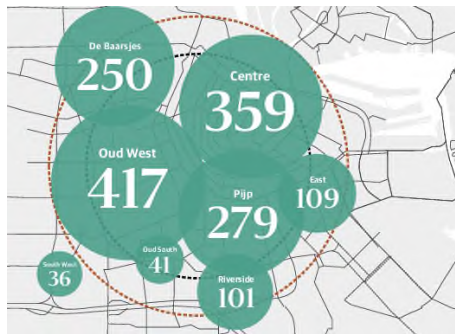 De Baarsjes
250
Centre
359
Oud West
417
East
109
Pijp
279
Oud South
41
South West
36
Riverside
101